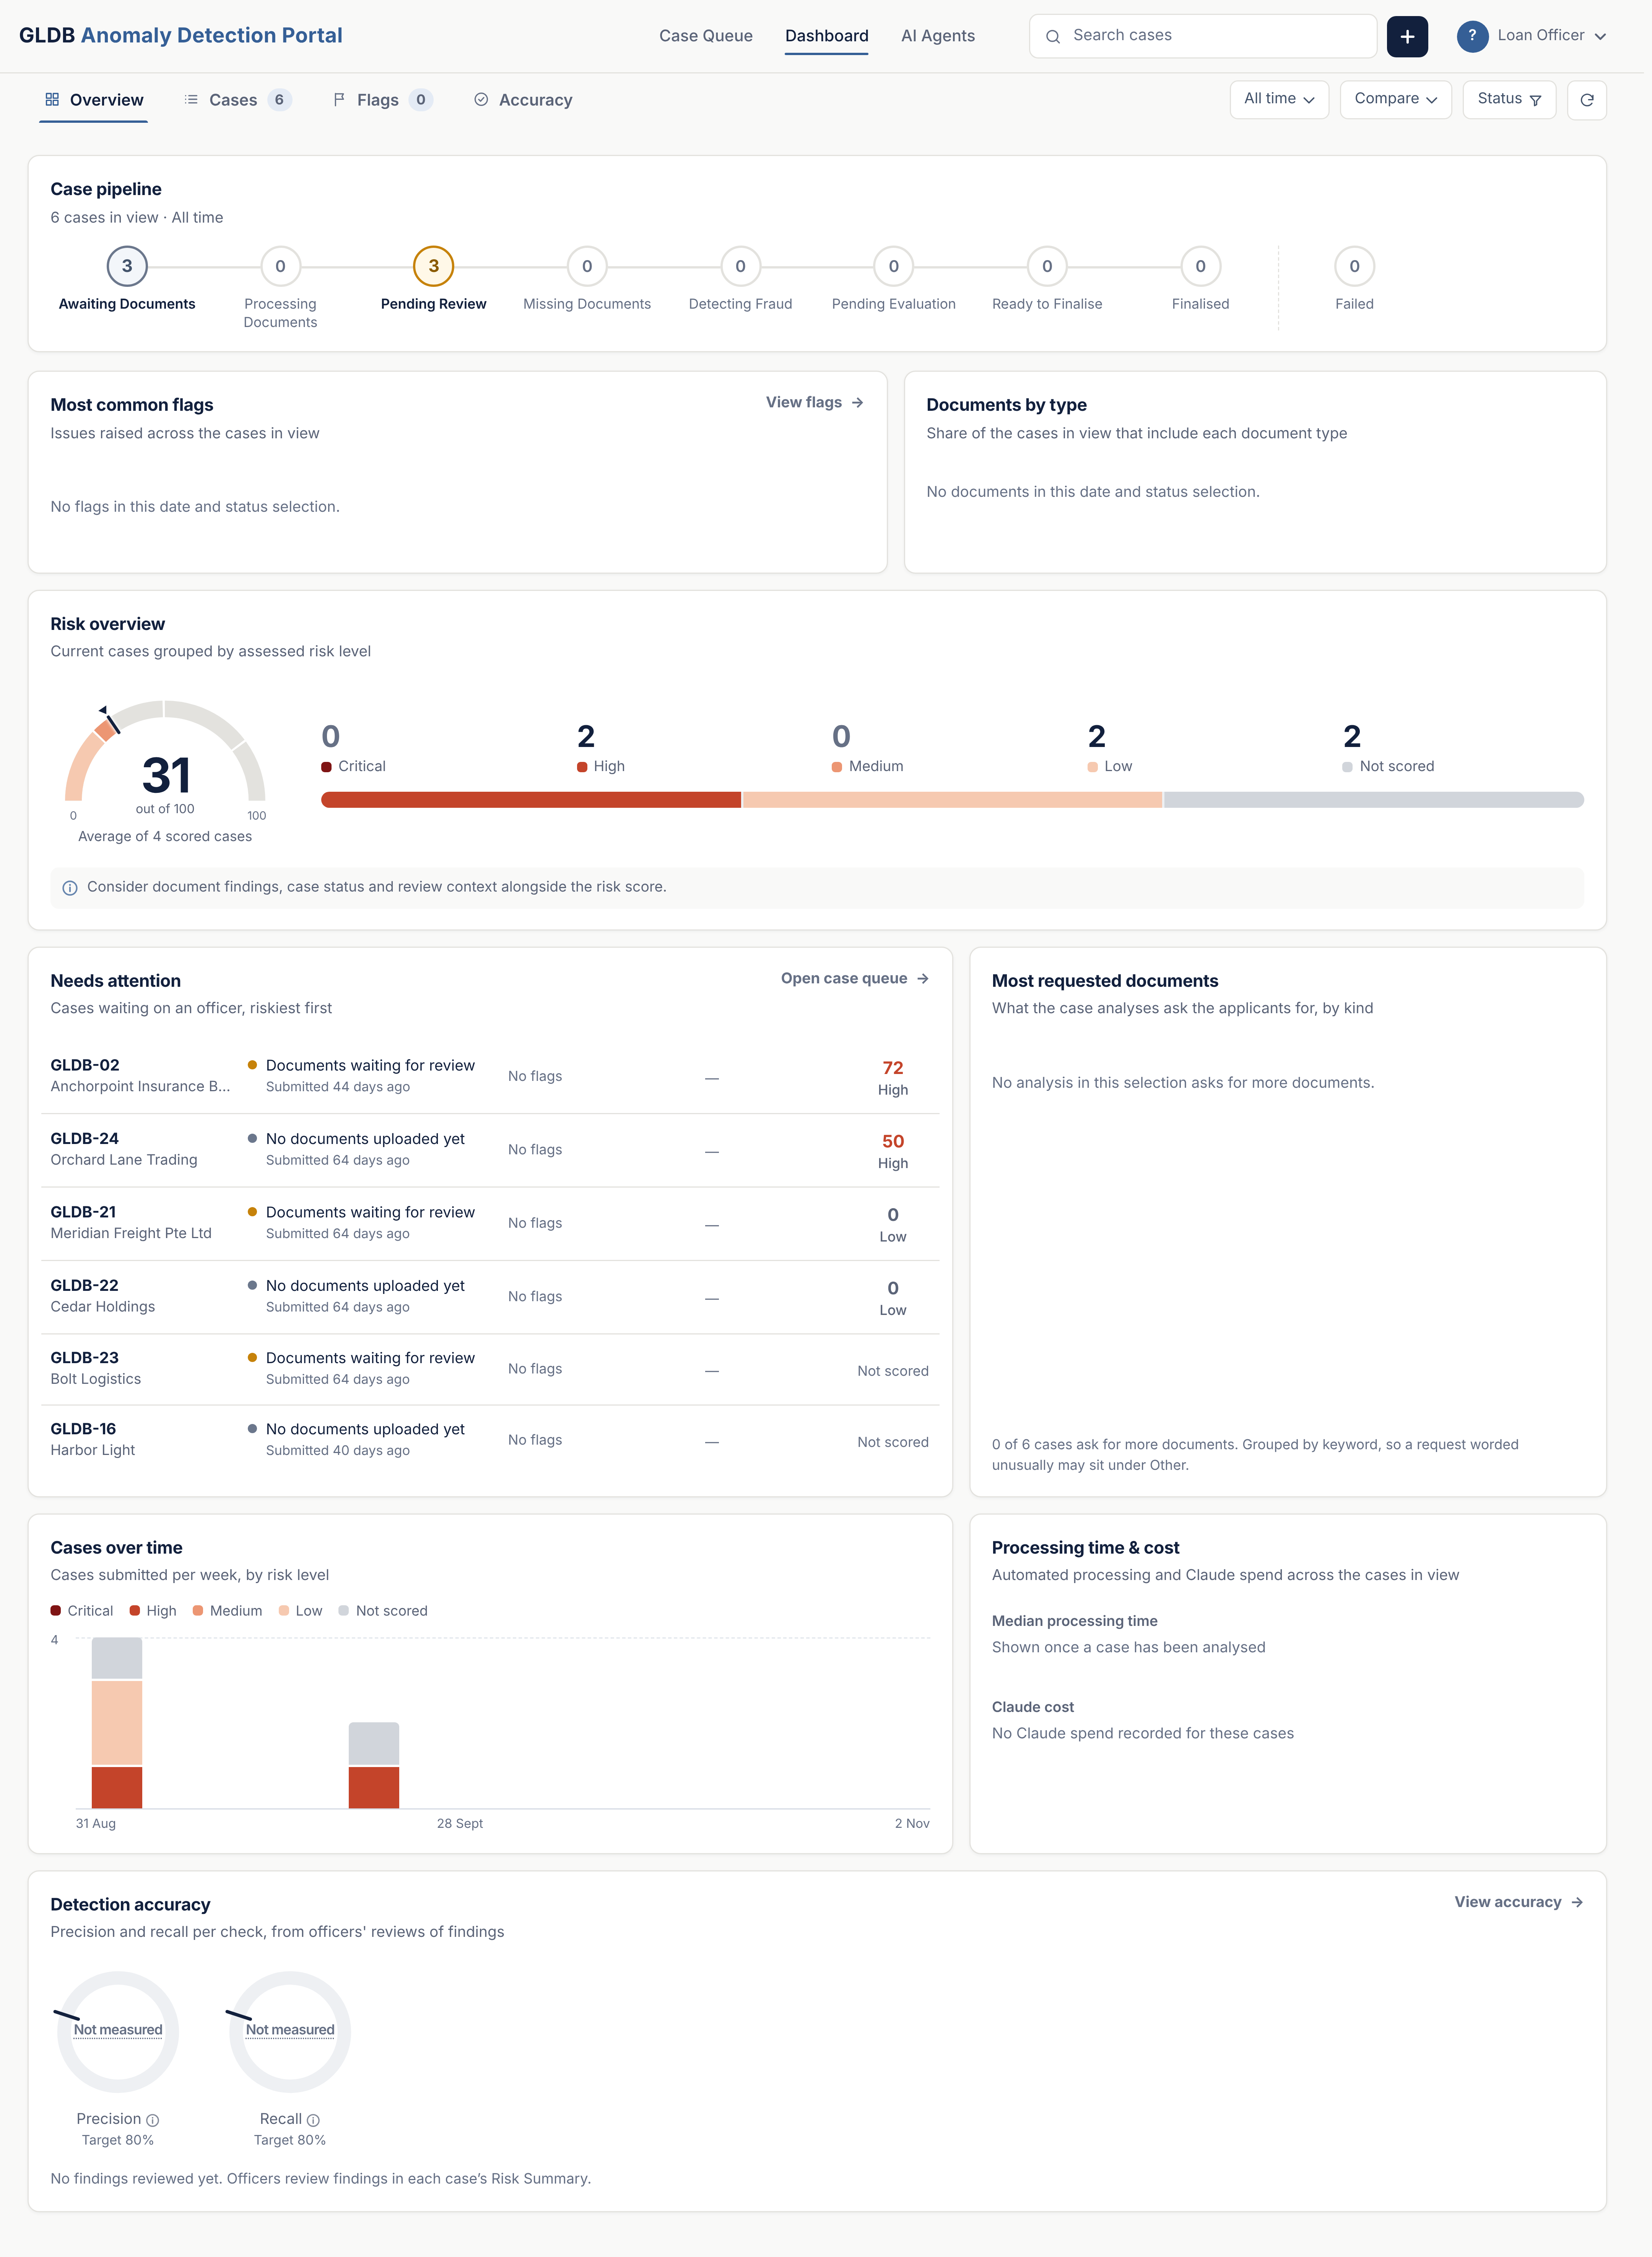 GLDB Anomaly Detection Portal
Case Queue
Dashboard
AI Agents
Search cases
+
?
Loan Officer
Overview
Cases 6
Flags 0
Accuracy
All time
Compare
Status
Case pipeline
6 cases in view · All time
3
0
3
0
0
0
0
0
0
Awaiting Documents
Processing
Documents
Pending Review
Missing Documents
Detecting Fraud
Pending Evaluation
Ready to Finalise
Finalised
Failed
Most common flags
View flags →
Issues raised across the cases in view
No flags in this date and status selection.
Documents by type
Share of the cases in view that include each document type
No documents in this date and status selection.
Risk overview
Current cases grouped by assessed risk level
31
out of 100
0
100
Average of 4 scored cases
0
Critical
2
High
0
Medium
2
Low
2
Not scored
Consider document findings, case status and review context alongside the risk score.
Needs attention
Open case queue →
Cases waiting on an officer, riskiest first
GLDB-02
Anchorpoint Insurance B...
Documents waiting for review
Submitted 44 days ago
No flags
—
72
High
GLDB-24
Orchard Lane Trading
No documents uploaded yet
Submitted 64 days ago
No flags
—
50
High
GLDB-21
Meridian Freight Pte Ltd
Documents waiting for review
Submitted 64 days ago
No flags
—
0
Low
GLDB-22
Cedar Holdings
No documents uploaded yet
Submitted 64 days ago
No flags
—
0
Low
GLDB-23
Bolt Logistics
Documents waiting for review
Submitted 64 days ago
No flags
—
Not scored
GLDB-16
Harbor Light
No documents uploaded yet
Submitted 40 days ago
No flags
—
Not scored
Most requested documents
What the case analyses ask the applicants for, by kind
No analysis in this selection asks for more documents.
0 of 6 cases ask for more documents. Grouped by keyword, so a request worded
unusually may sit under Other.
Cases over time
Cases submitted per week, by risk level
Critical
High
Medium
Low
Not scored
4
31 Aug
28 Sept
2 Nov
Processing time & cost
Automated processing and Claude spend across the cases in view
Median processing time
Shown once a case has been analysed
Claude cost
No Claude spend recorded for these cases
Detection accuracy
View accuracy →
Precision and recall per check, from officers' reviews of findings
Not measured
Not measured
Precision
Target 80%
Recall
Target 80%
No findings reviewed yet. Officers review findings in each case’s Risk Summary.